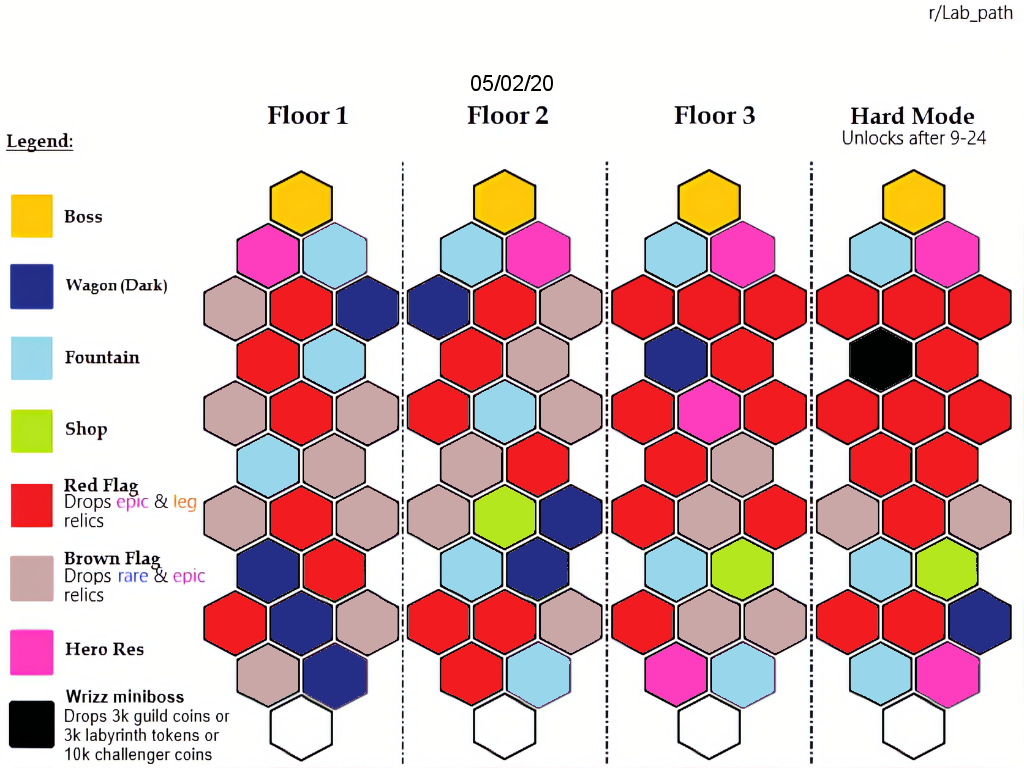 r/Lab_path
05/02/20
Floor 1
Floor 2
Floor 3
Hard Mode
Unlocks after 9-24
Legend:
Boss
Wagon (Dark)
Fountain
Shop
Red Flag
Drops epic & leg
relics
Brown Flag
Drops rare & epic
relics
Hero Res
Wrizz miniboss
Drops 3k guild coins or
3k labyrinth tokens or
10k challenger coins